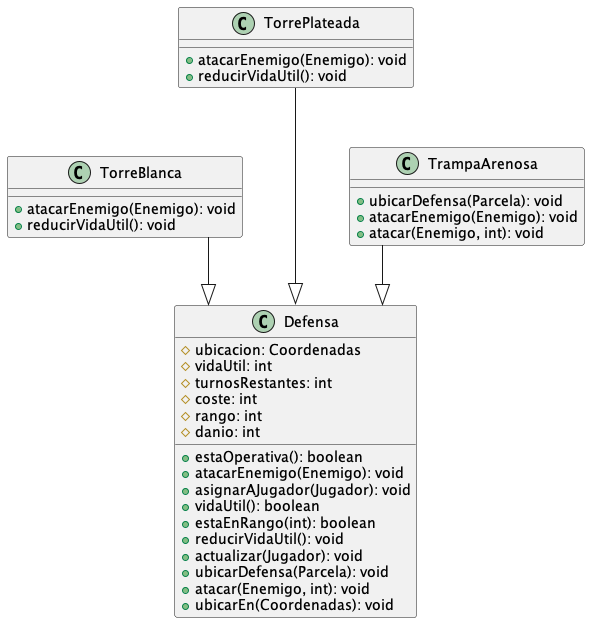 C TorrePlateada
atacarEnemigo(Enemigo): void
reducirVidaUtil(): void
C TorreBlanca
atacarEnemigo(Enemigo): void
reducirVidaUtil(): void
C TrampaArenosa
ubicarDefensa(Parcela): void
atacarEnemigo(Enemigo): void
atacar(Enemigo, int): void
C Defensa
ubicacion: Coordenadas
vidaUtil: int
turnosRestantes: int
coste: int
rango: int
danio: int
estaOperativa(): boolean
atacarEnemigo(Enemigo): void
asignarAJugador(Jugador): void
vidaUtil(): boolean
estaEnRango(int): boolean
reducirVidaUtil(): void
actualizar(Jugador): void
ubicarDefensa(Parcela): void
atacar(Enemigo, int): void
ubicarEn(Coordenadas): void